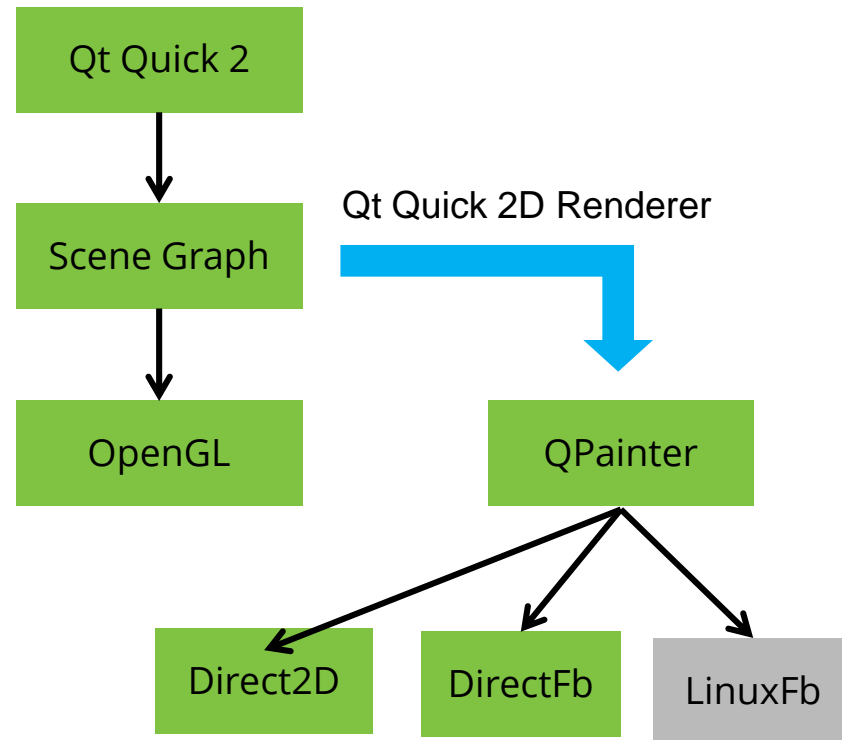 Qt Quick 2
Qt Quick 2D Renderer
Scene Graph
OpenGL
QPainter
Direct2D
DirectFb
LinuxFb